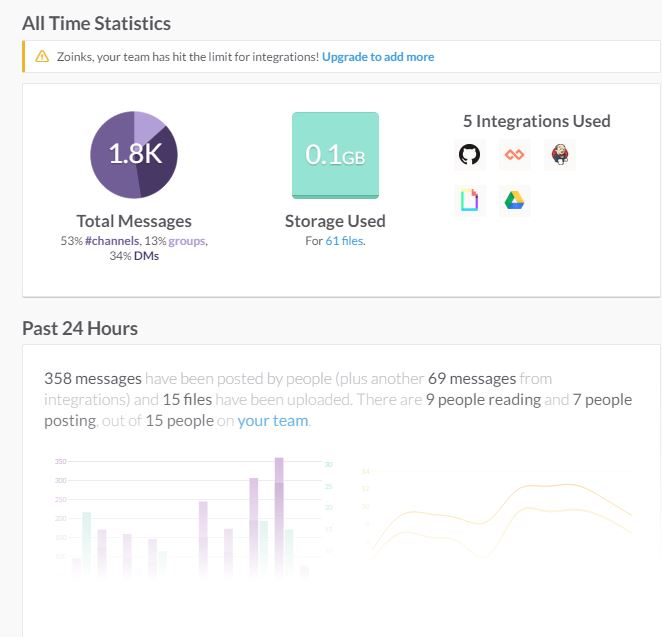 All Time Statistics
Zoinks, your team has hit the limit for integrations! Upgrade to add more
1.8K
0.1GB
5 Integrations Used
Total Messages
53% #channels, 13% groups,
34% DMs
Storage Used
For 61 files.
Past 24 Hours
358 messages have been posted by people (plus another 69 messages from
integrations) and 15 files have been uploaded. There are 9 people reading and 7 people
posting, out of 15 people on your team.
350
300
250
200
150
100
30
25
20
15
10
14
12
10
8